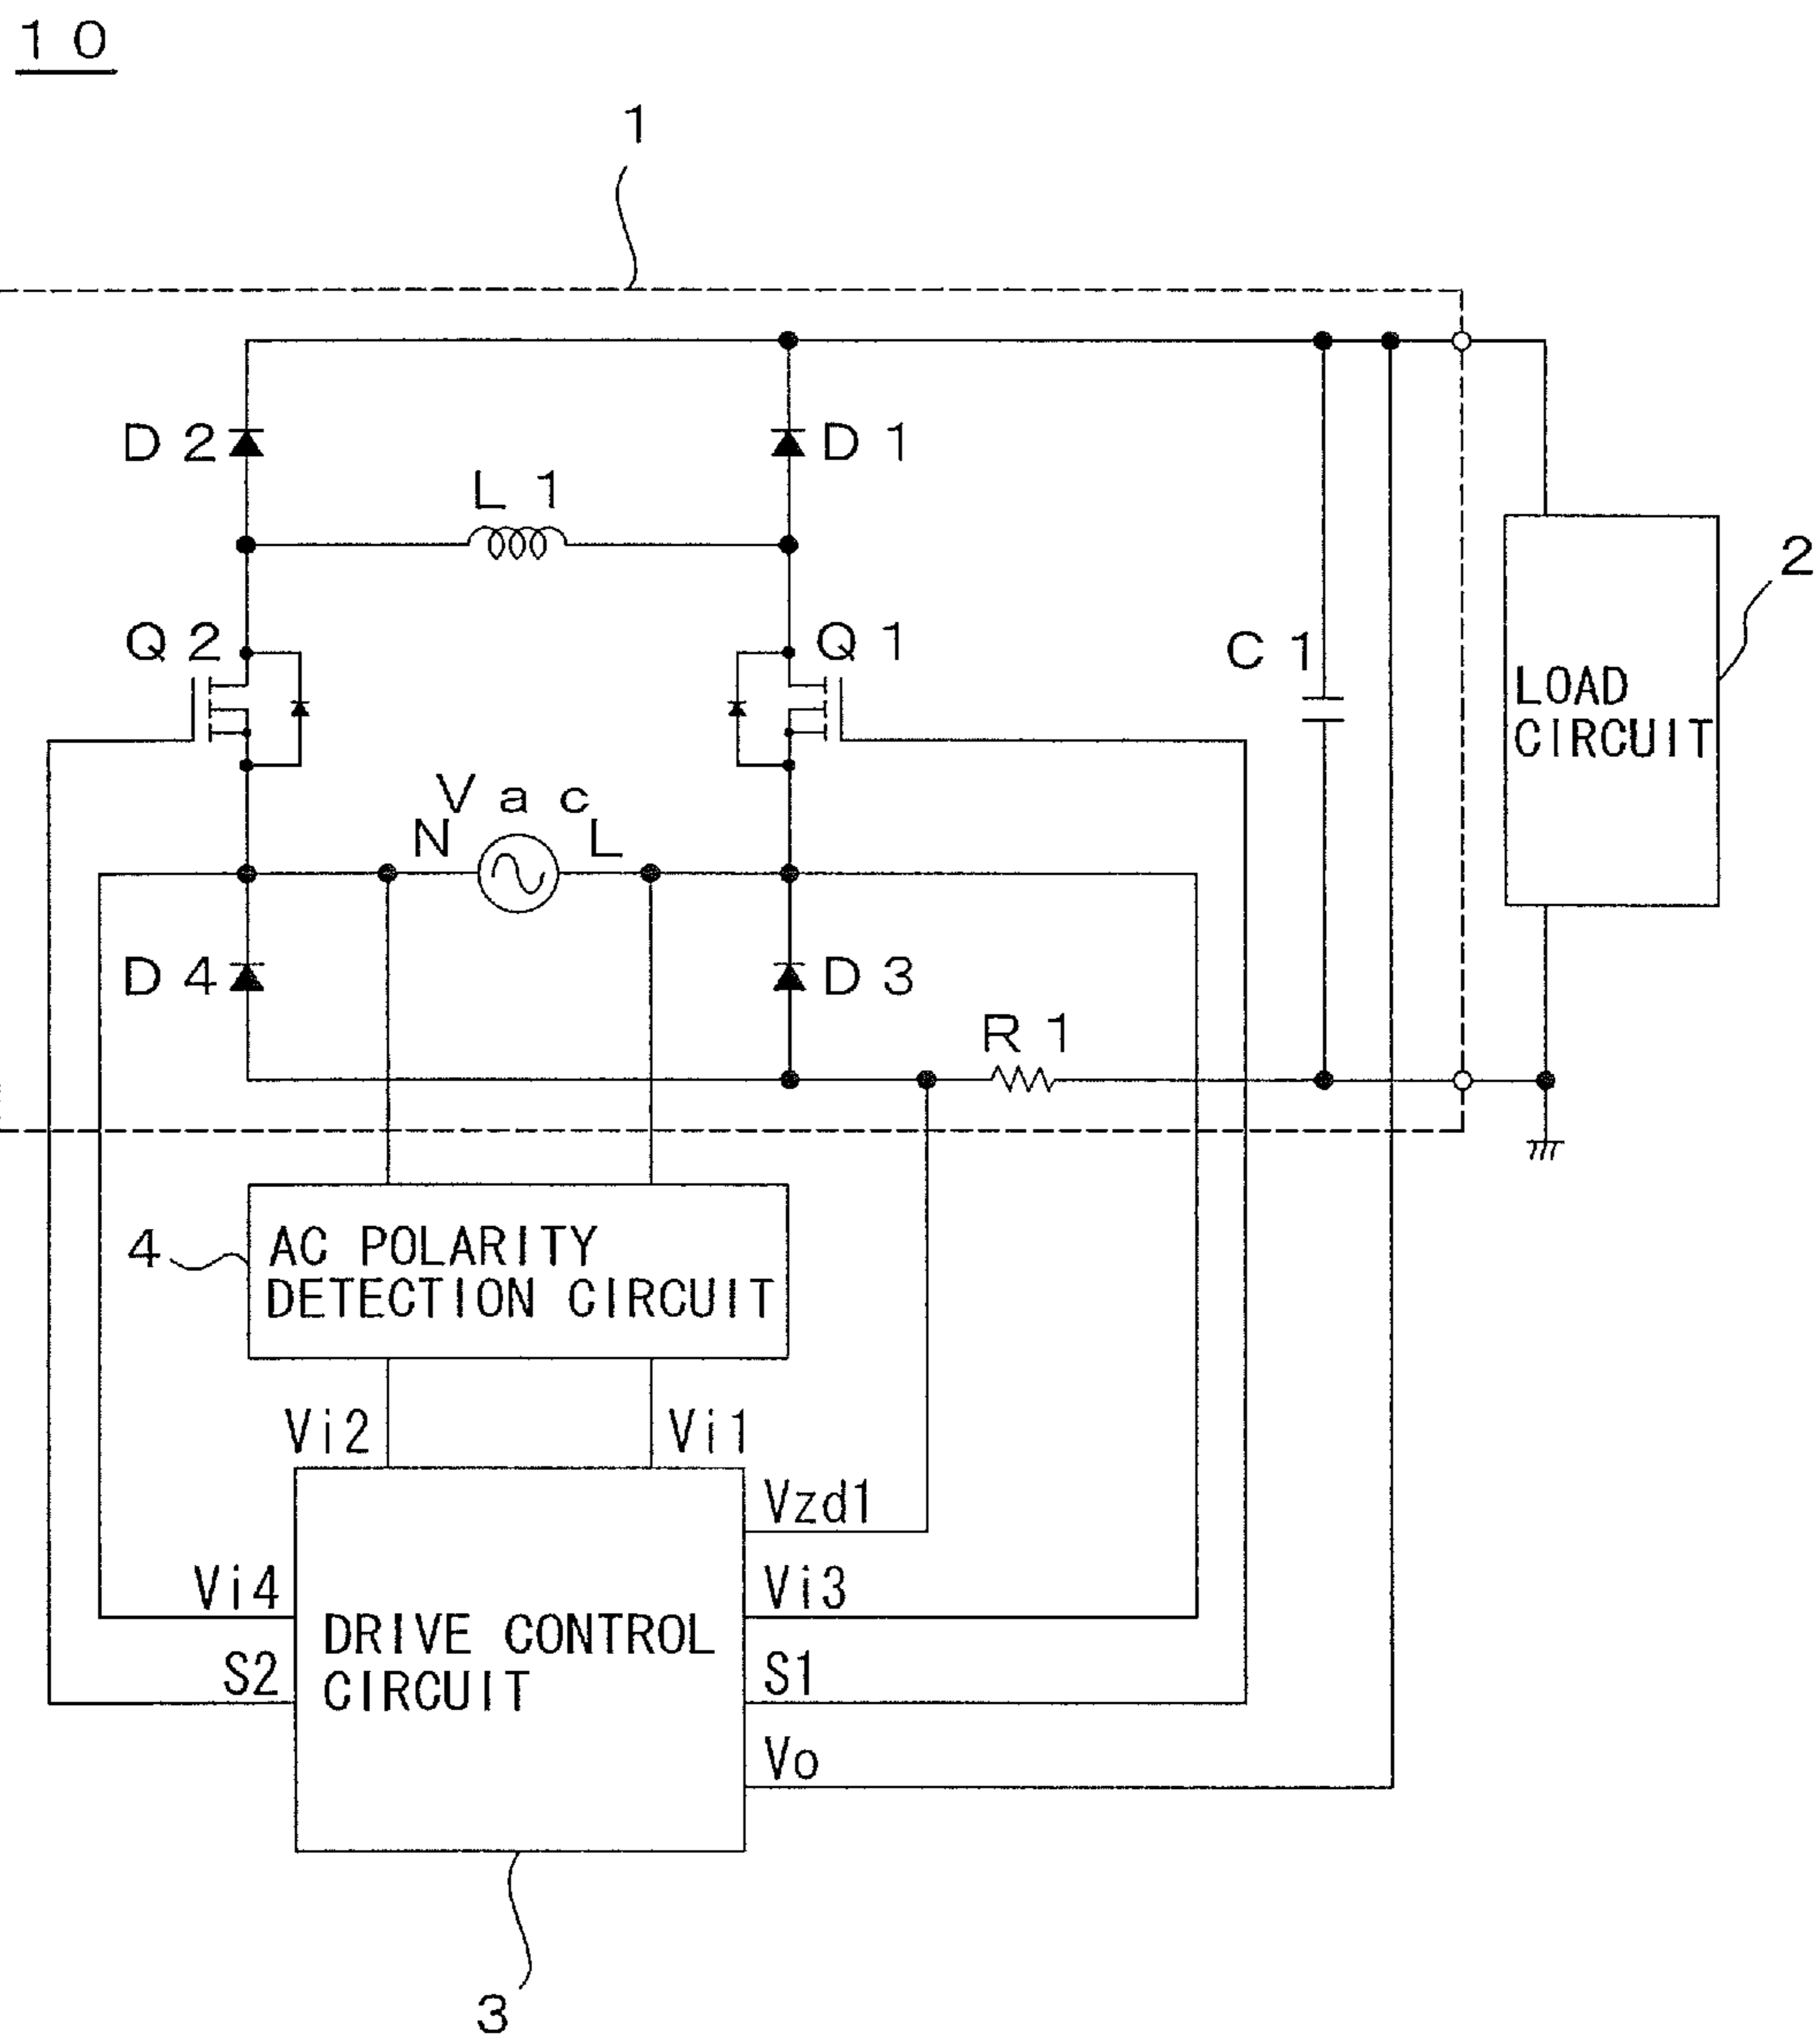 10
1
D2
D1
L1
Q2
Q1
C1
2
LOAD
CIRCUIT
Vac
N
L
D4
D3
R1
4
AC POLARITY
DETECTION CIRCUIT
Vi2
Vi1
Vzd1
Vi4
Vi3
DRIVE CONTROL
CIRCUIT
S2
S1
Vo
3